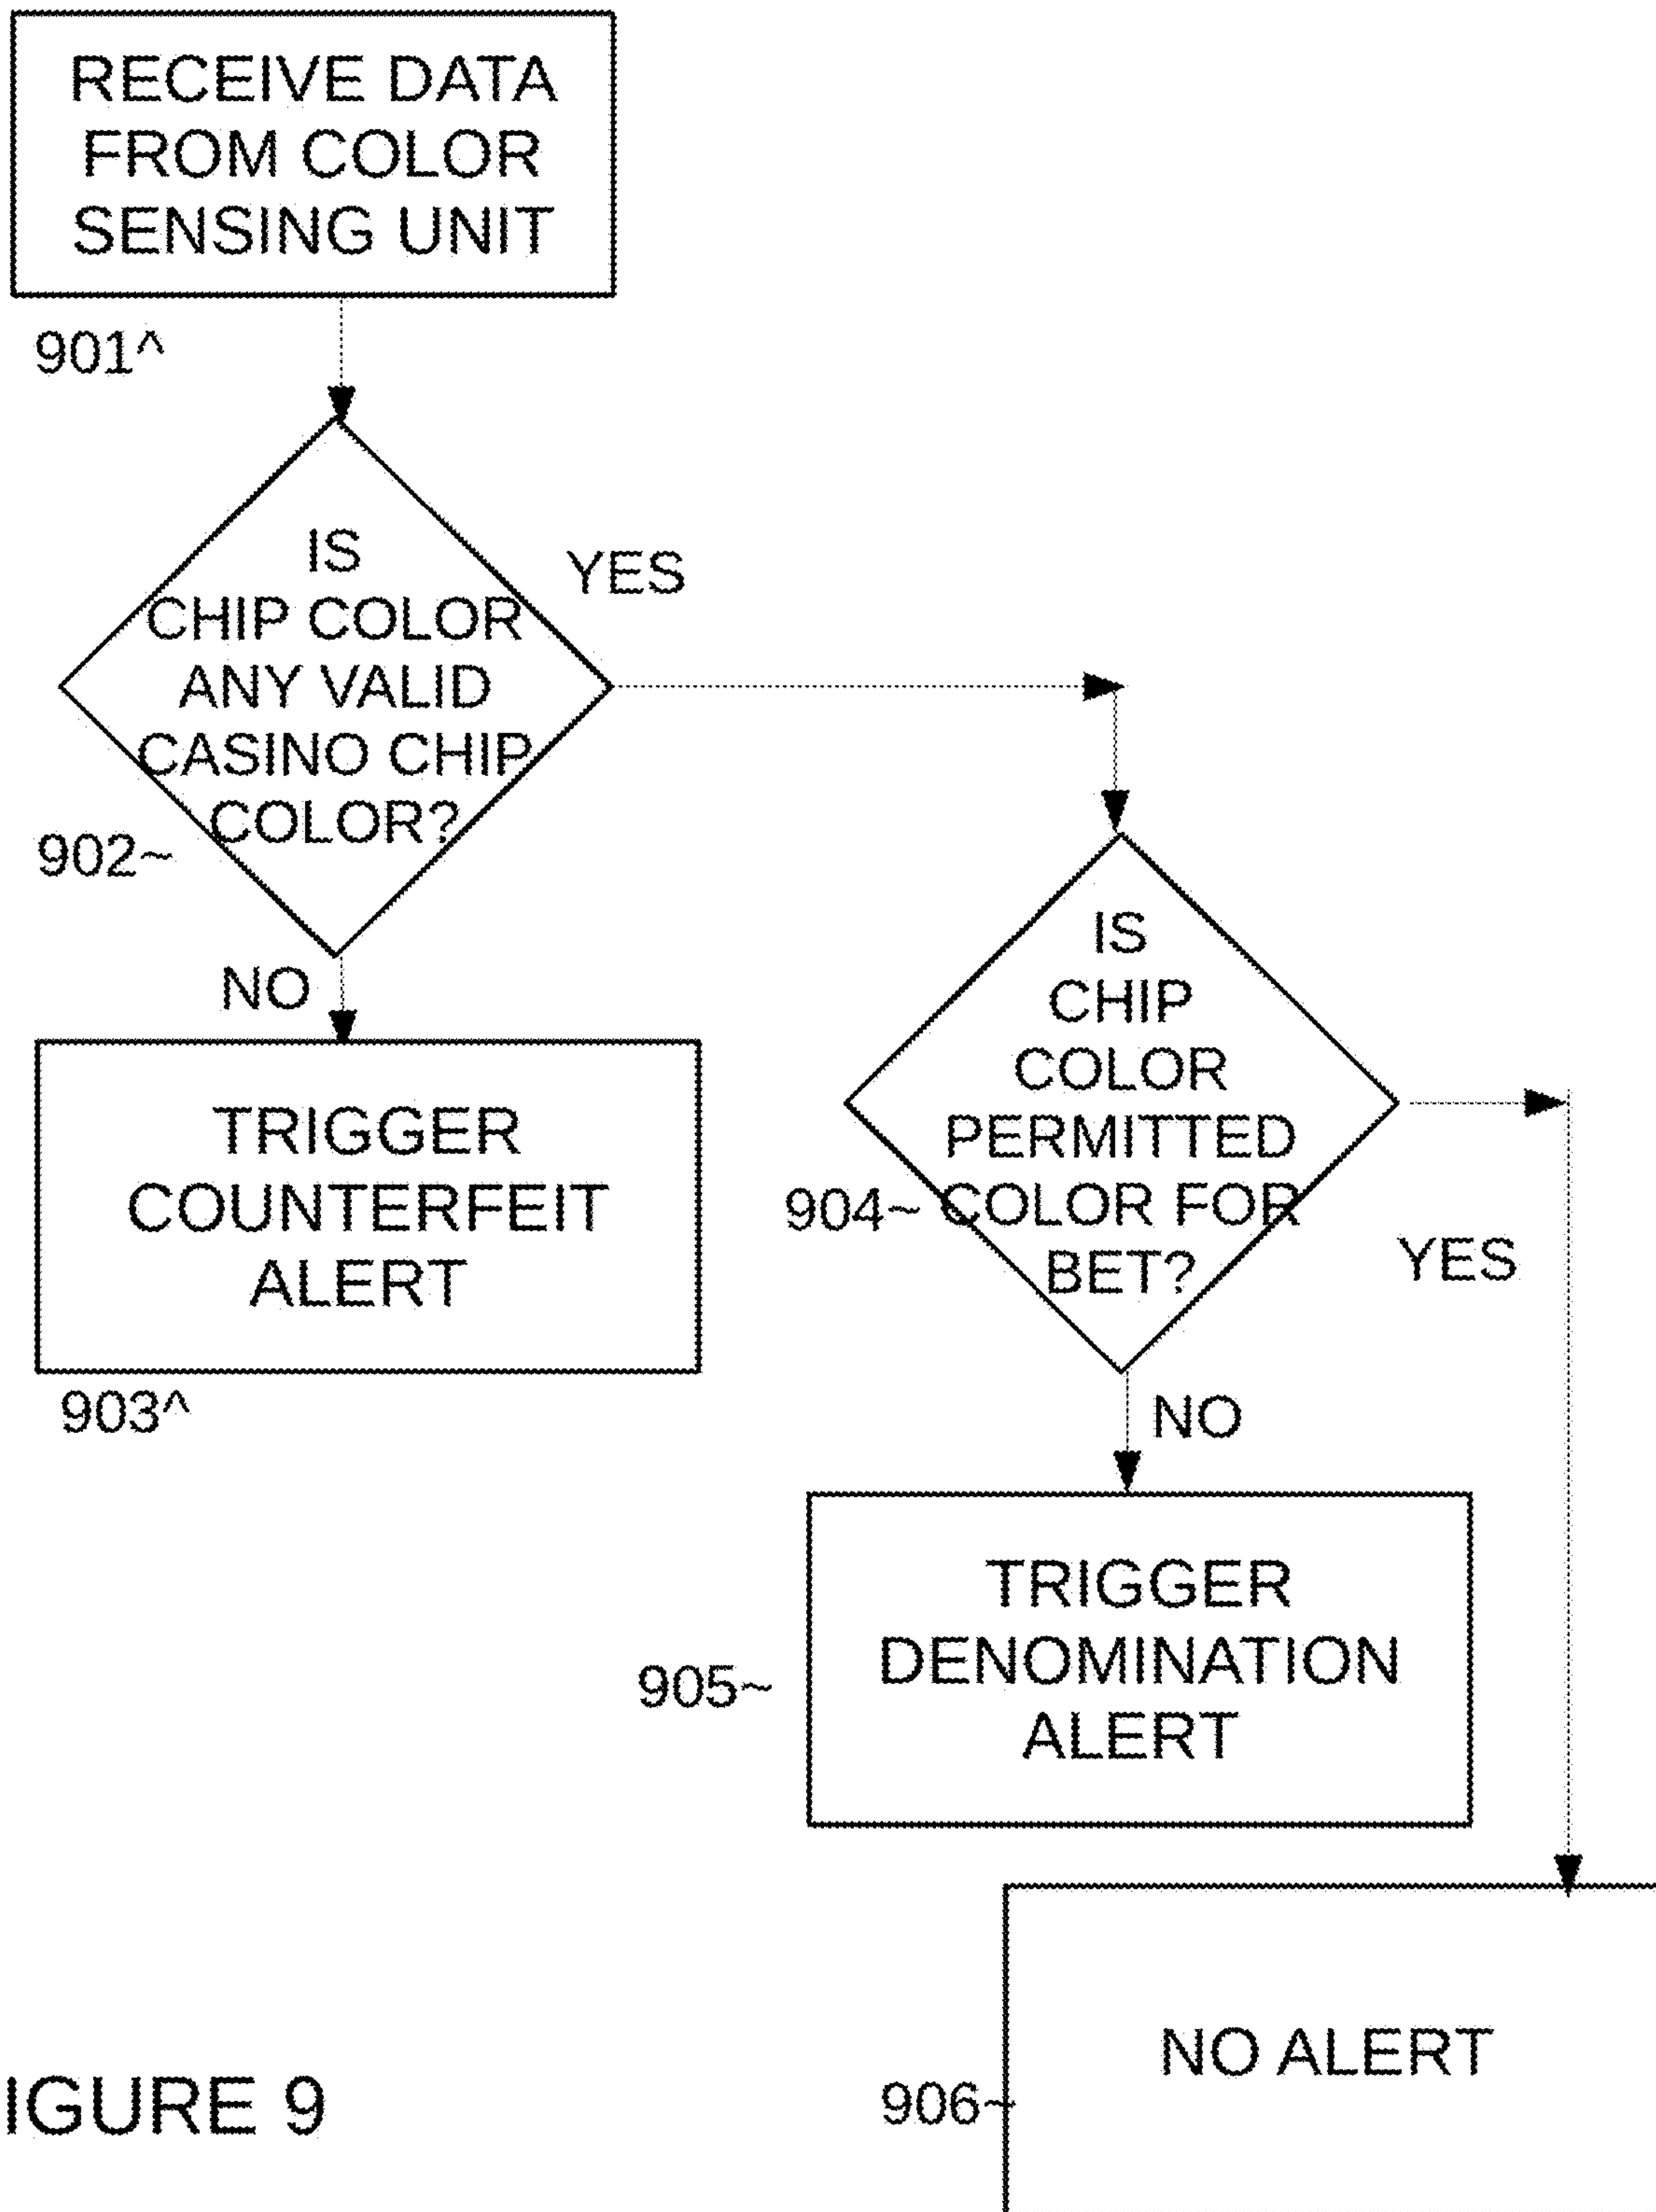 RECEIVE DATA
FROM COLOR
SENSING UNIT
901^
IS
CHIP COLOR
ANY VALID
CASINO CHIP
COLOR?
YES
902~
NO
TRIGGER
COUNTERFEIT
ALERT
903^
IS
CHIP
COLOR
PERMITTED
COLOR FOR
BET?
904~
YES
NO
TRIGGER
DENOMINATION
ALERT
905~
NO ALERT
906~
IGURE 9